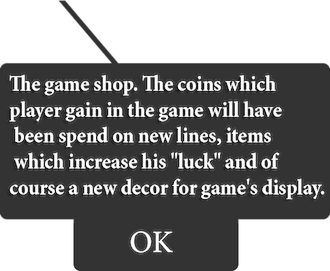 The game shop. The coins which
player gain in the game will have
been spend on new lines, items
which increase his "luck" and of
course a new decor for game's display.
OK